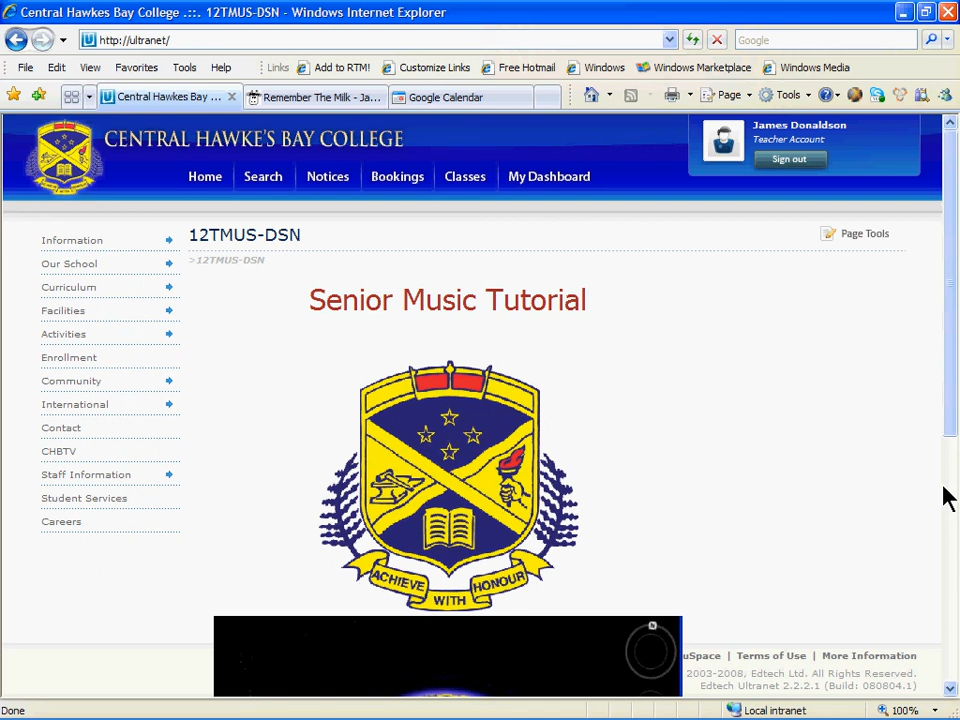 Central Hawkes Bay College .::. 12TMUS-DSN - Windows Internet Explorer
http://ultranet/
Google
File Edit View Favorites Tools Help
Links Add to RTM! Customize Links Free Hotmail Windows Windows Marketplace Windows Media
Central Hawkes Bay ... Remember The Milk - Ja... Google Calendar
Page Tools
CENTRAL HAWKE'S BAY COLLEGE
James Donaldson
Teacher Account
Sign out
Home Search Notices Bookings Classes My Dashboard
Information
Our School
Curriculum
Facilities
Activities
Enrollment
Community
International
Contact
CHBTV
Staff Information
Student Services
Careers
12TMUS-DSN
Page Tools
>12TMUS-DSN
Senior Music Tutorial
ACHIEVE WITH HONOUR
N
uSpace | Terms of Use | More Information
2003-2008, Edtech Ltd. All Rights Reserved.
Edtech Ultranet 2.2.2.1 (Build: 080804.1)
Done
Local intranet
100%